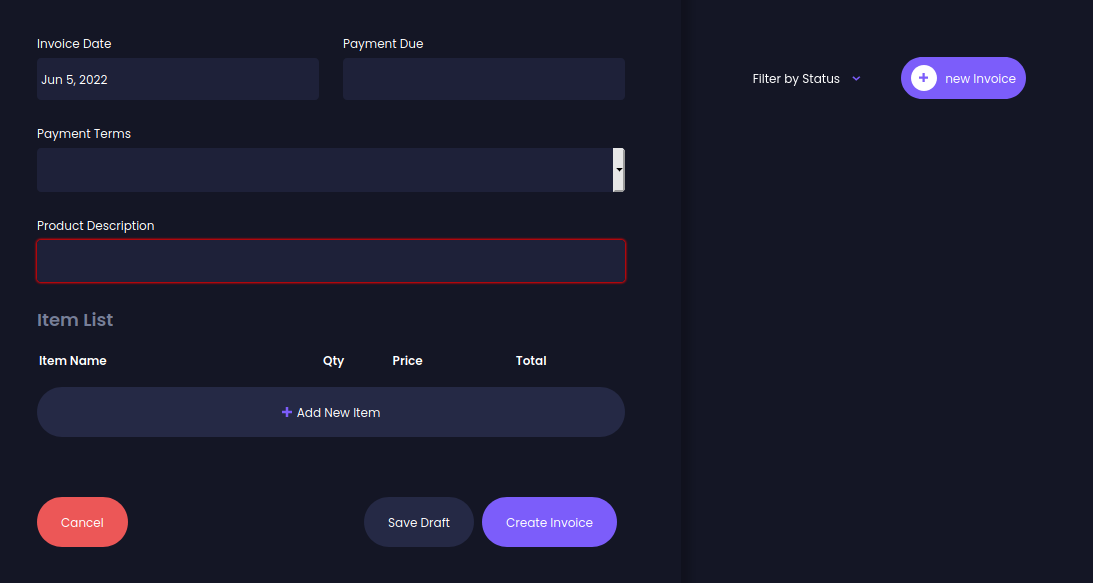 Invoice Date
Payment Due
Jun 5, 2022
Payment Terms
Product Description
Item List
Item Name Qty Price Total
+ Add New Item
Cancel
Save Draft
Create Invoice
Filter by Status
+ new Invoice